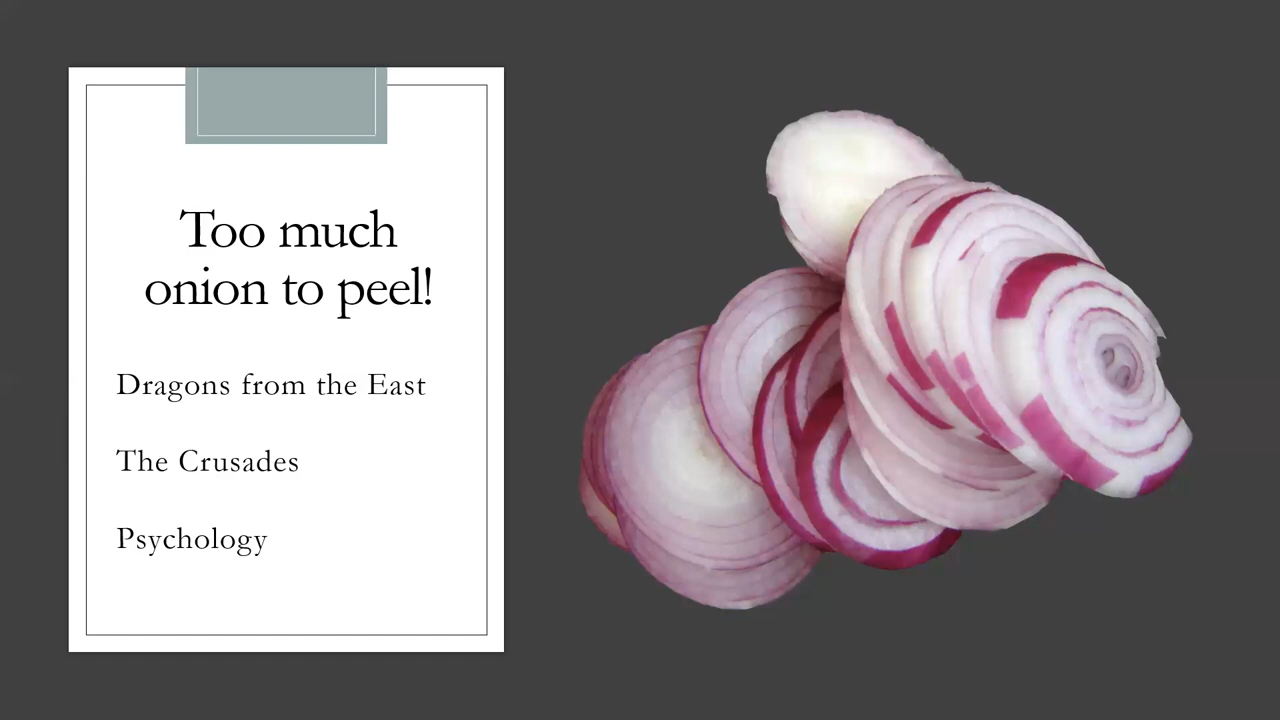 Too much
onion to peel!
Dragons from the East
The Crusades
Psychology